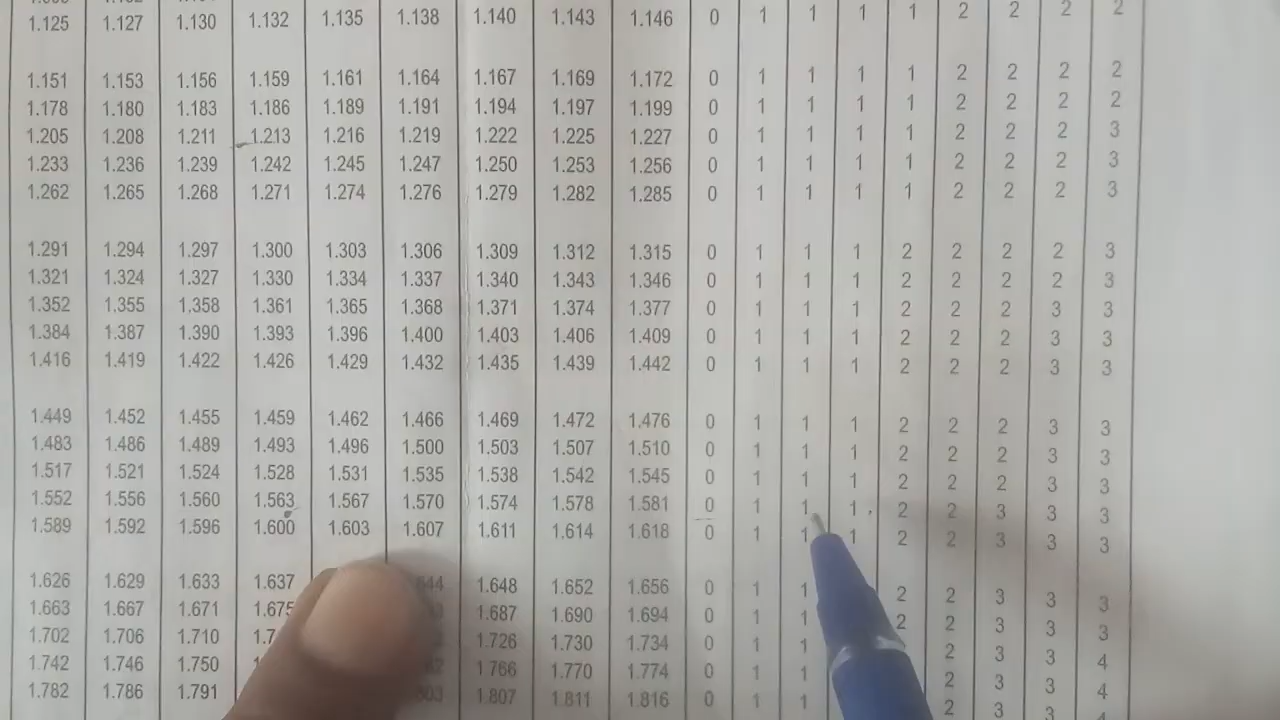 1.125 1.127 1.130 1.132 1.135 1.138 1.140 1.143 1.146 0 1 1 1 1 2 2 2 2
1.151 1.153 1.156 1.159 1.161 1.164 1.167 1.169 1.172 0 1 1 1 1 2 2 2 2
1.178 1.180 1.183 1.186 1.189 1.191 1.194 1.197 1.199 0 1 1 1 1 2 2 2 2
1.205 1.208 1.211 1.213 1.216 1.219 1.222 1.225 1.227 0 1 1 1 1 2 2 2 3
1.233 1.236 1.239 1.242 1.245 1.247 1.250 1.253 1.256 0 1 1 1 1 2 2 2 3
1.262 1.265 1.268 1.271 1.274 1.276 1.279 1.282 1.285 0 1 1 1 1 2 2 2 3
1.291 1.294 1.297 1.300 1.303 1.306 1.309 1.312 1.315 0 1 1 1 2 2 2 2 3
1.321 1.324 1.327 1.330 1.334 1.337 1.340 1.343 1.346 0 1 1 1 2 2 2 2 3
1.352 1.355 1.358 1.361 1.365 1.368 1.371 1.374 1.377 0 1 1 1 2 2 2 3 3
1.384 1.387 1.390 1.393 1.396 1.400 1.403 1.406 1.409 0 1 1 1 2 2 2 3 3
1.416 1.419 1.422 1.426 1.429 1.432 1.435 1.439 1.442 0 1 1 1 2 2 2 3 3
1.449 1.452 1.455 1.459 1.462 1.466 1.469 1.472 1.476 0 1 1 1 2 2 2 3 3
1.483 1.486 1.489 1.493 1.496 1.500 1.503 1.507 1.510 0 1 1 1 2 2 2 3 3
1.517 1.521 1.524 1.528 1.531 1.535 1.538 1.542 1.545 0 1 1 1 2 2 2 3 3
1.552 1.556 1.560 1.563 1.567 1.570 1.574 1.578 1.581 0 1 1 1 2 2 3 3 3
1.589 1.592 1.596 1.600 1.603 1.607 1.611 1.614 1.618 0 1 1 1 2 2 3 3 3
1.626 1.629 1.633 1.637 1.648 1.652 1.656 0 1 1 2 2 3 3 3
1.663 1.667 1.671 1.675 1.687 1.690 1.694 0 1 1 2 2 3 3 3
1.702 1.706 1.710 1.726 1.730 1.734 0 1 1 2 3 3 4
1.742 1.746 1.750 1.766 1.770 1.774 0 1 1 2 3 3 4
1.782 1.786 1.791 1.807 1.811 1.816 0 1 1 2 3 3